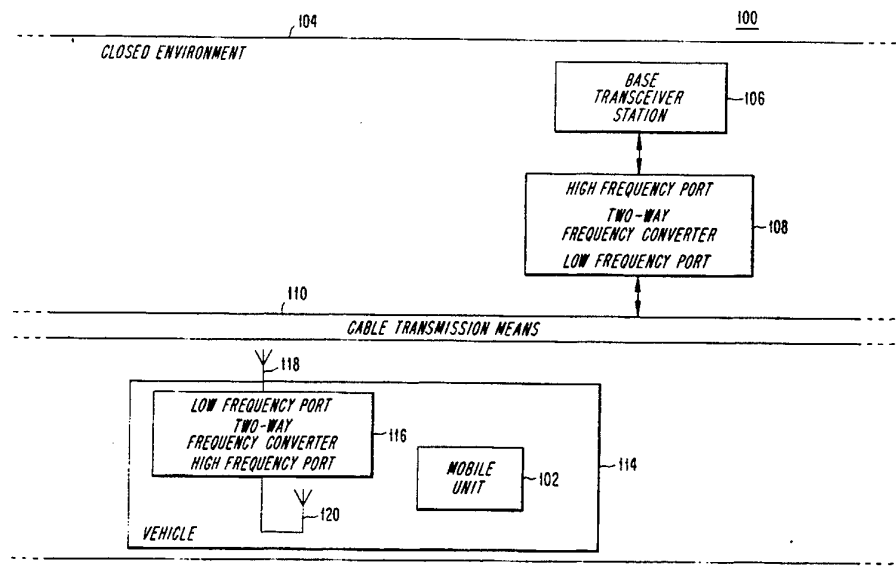 104
100
CLOSED ENVIRONMENT
BASE
TRANSCEIVER
STATION
106
HIGH FREQUENCY PORT
TWO-WAY
FREQUENCY CONVERTER
LOW FREQUENCY PORT
108
110
CABLE TRANSMISSION MEANS
118
LOW FREQUENCY PORT
TWO-WAY
FREQUENCY CONVERTER
HIGH FREQUENCY PORT
116
MOBILE
UNIT
102
114
120
VEHICLE